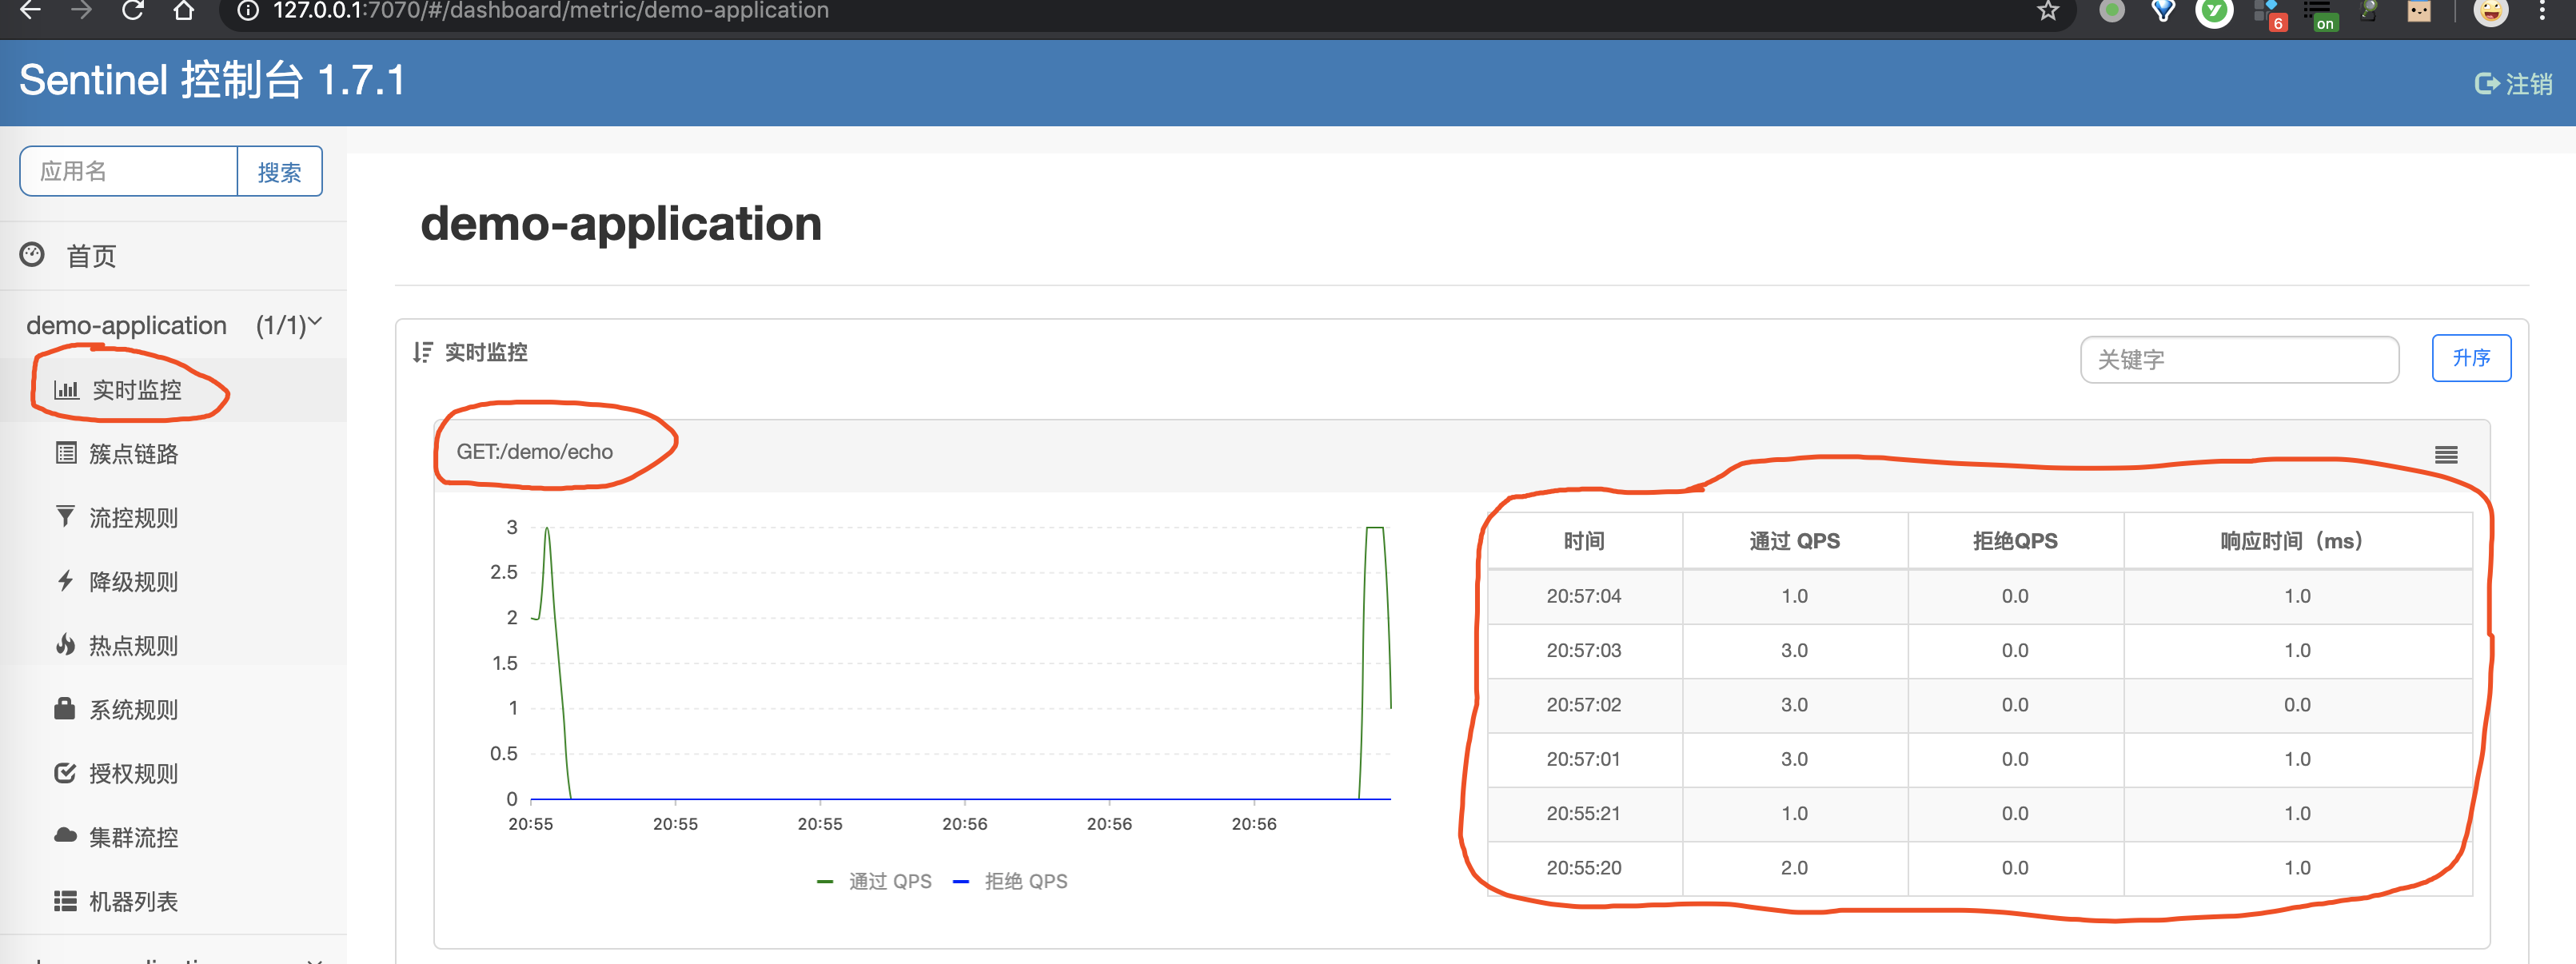 127.0.0.1:7070/#/dashboard/metric/demo-application
6
on
Sentinel 控制台 1.7.1
注销
应用名
搜索
首页
demo-application (1/1)
实时监控
簇点链路
流控规则
降级规则
热点规则
系统规则
授权规则
集群流控
机器列表
demo-application
实时监控
关键字
升序
GET:/demo/echo
3
2.5
2
1.5
1
0.5
0
20:55 20:55 20:55 20:56 20:56 20:56
通过 QPS 拒绝 QPS
时间 通过 QPS 拒绝QPS 响应时间（ms）
20:57:04 1.0 0.0 1.0
20:57:03 3.0 0.0 1.0
20:57:02 3.0 0.0 0.0
20:57:01 3.0 0.0 1.0
20:55:21 1.0 0.0 1.0
20:55:20 2.0 0.0 1.0